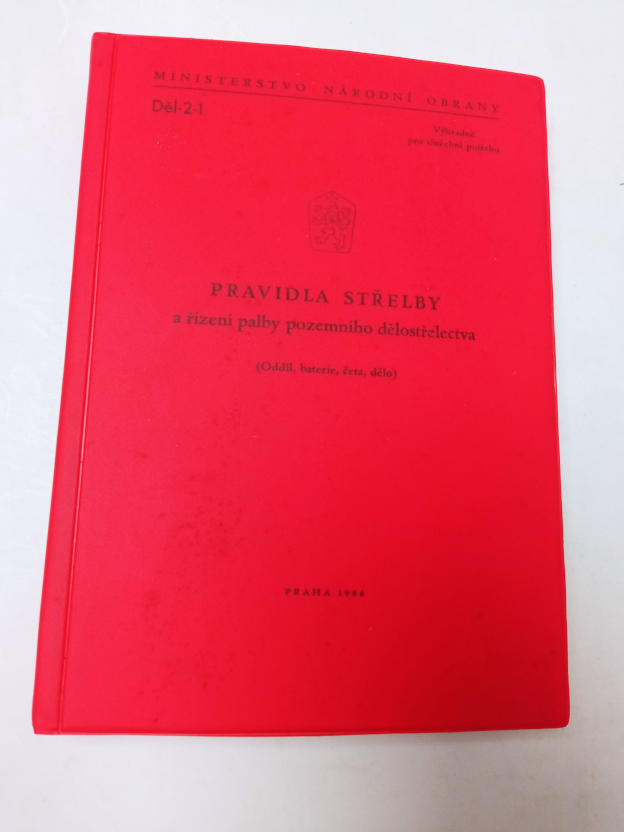 MINISTERSTVO NÁRODNÍ OBRANY
Děl-2-1
Výhradně
pro služební potřebu
PRAVIDLA STŘELBY
a řízení palby pozemního dělostřelectva
(Oddíl, baterie, četa, dělo)
PRAHA 1986